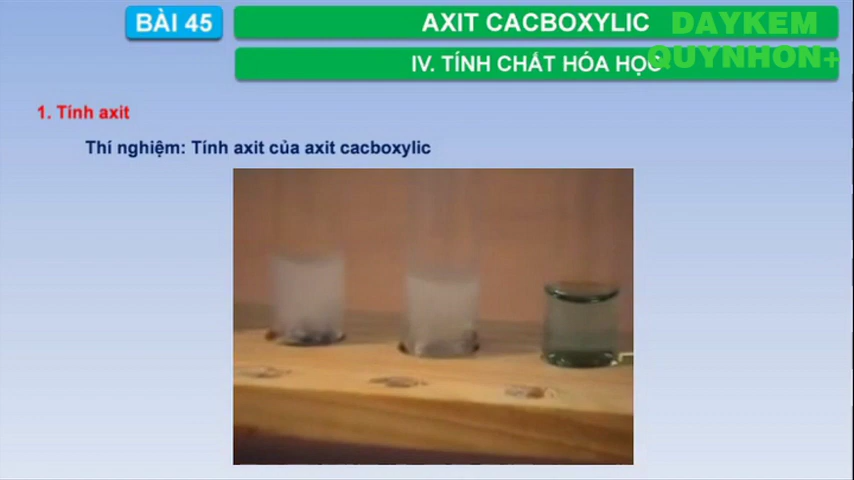 BÀI 45
AXIT CACBOXYLIC
DAYKEM
QUYNHON+
IV. TÍNH CHẤT HÓA HỌC
1. Tính axit
Thí nghiệm: Tính axit của axit cacboxylic